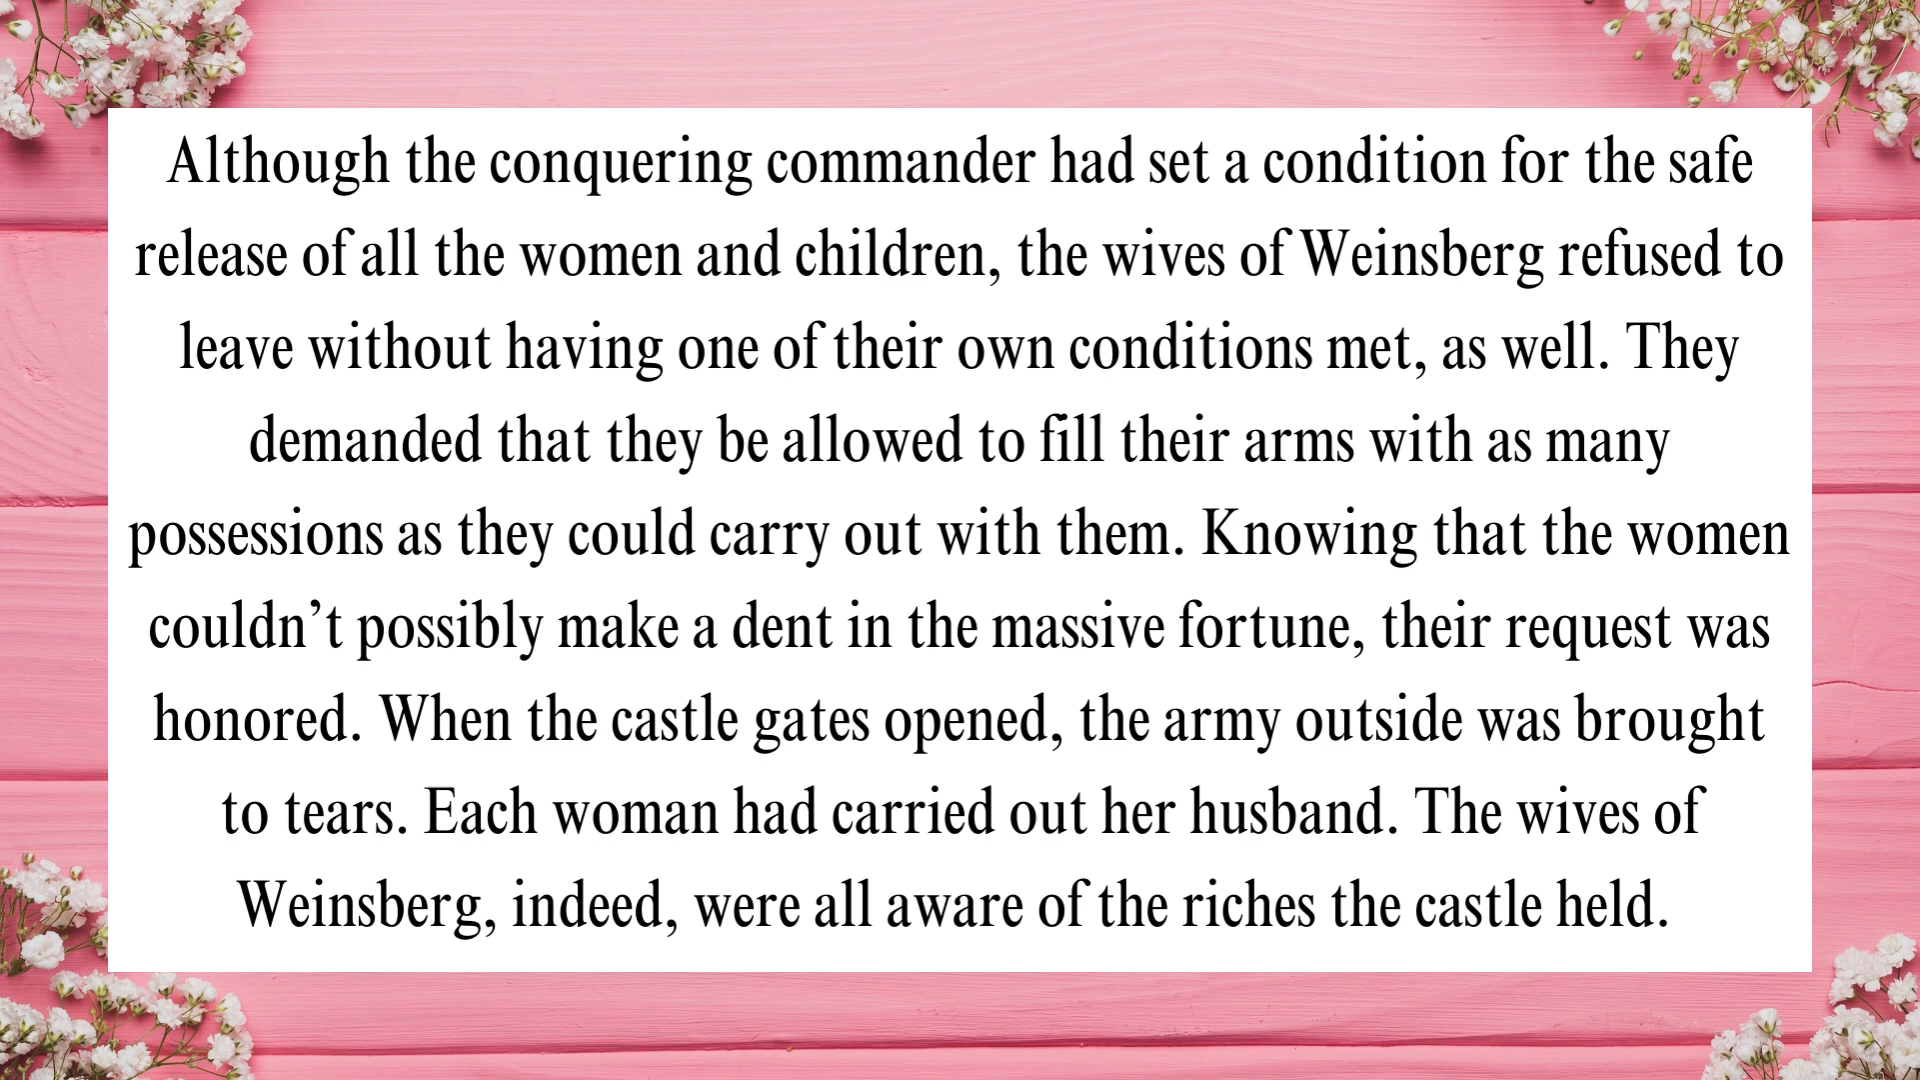 Although the conquering commander had set a condition for the safe
release of all the women and children, the wives of Weinsberg refused to
leave without having one of their own conditions met, as well. They
demanded that they be allowed to fill their arms with as many
possessions as they could carry out with them. Knowing that the women
couldn’t possibly make a dent in the massive fortune, their request was
honored. When the castle gates opened, the army outside was brought
to tears. Each woman had carried out her husband. The wives of
Weinsberg, indeed, were all aware of the riches the castle held.